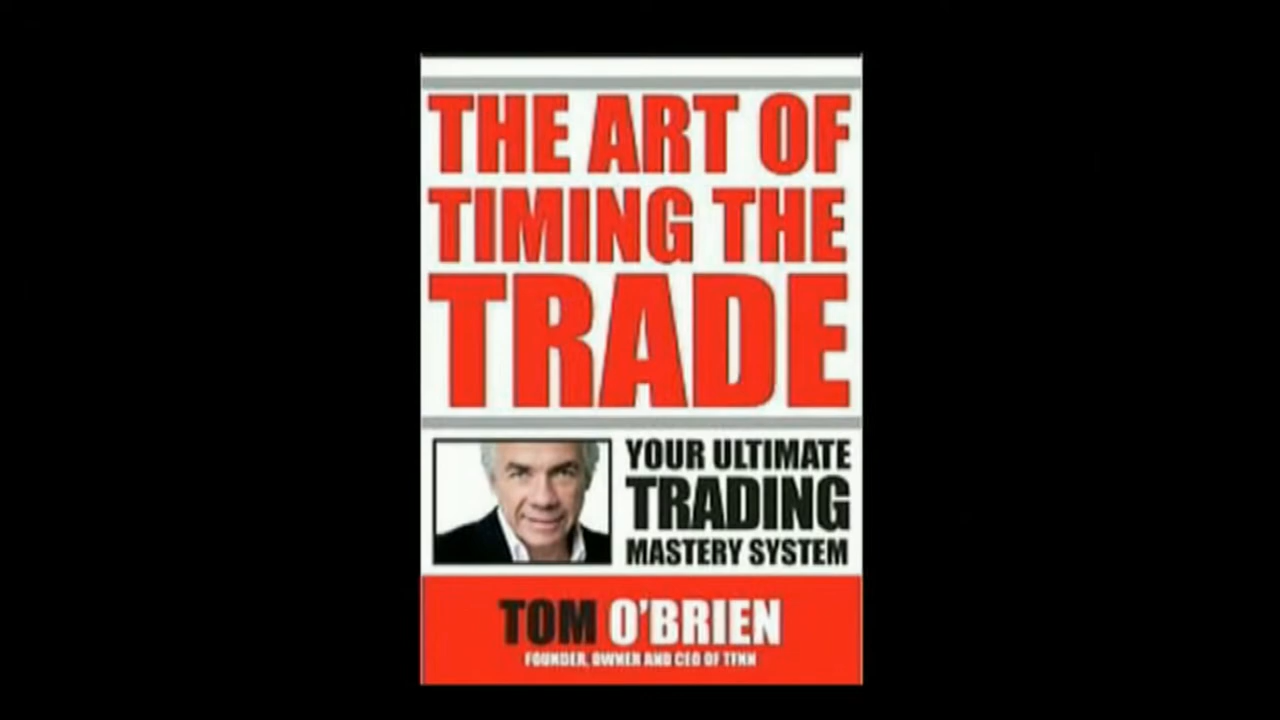 THE ART OF
TIMING THE
TRADE
YOUR ULTIMATE
TRADING
MASTERY SYSTEM
TOM O'BRIEN
FOUNDER, OWNER AND CEO OF TFNN